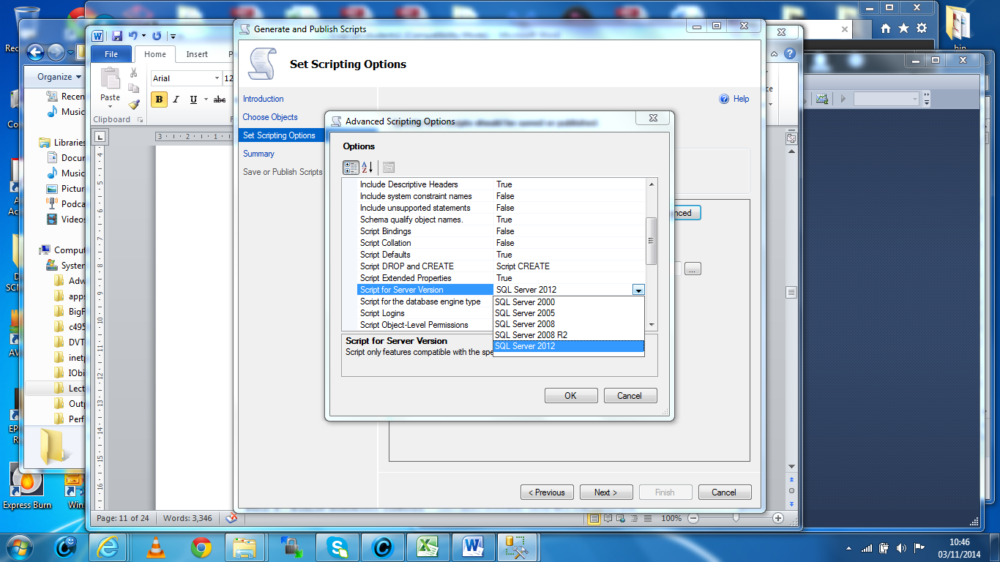 Generate and Publish Scripts
Set Scripting Options
Introduction
Choose Objects
Set Scripting Options
Summary
Save or Publish Scripts
Help
Advanced Scripting Options
Options
Include Descriptive Headers True
Include system constraint names False
Include unsupported statements False
Schema qualify object names. True
Script Bindings False
Script Collation False
Script Defaults True
Script DROP and CREATE Script CREATE
Script Extended Properties True
Script for Server Version SQL Server 2012
Script for the database engine type
Script Logins
Script Object-Level Permissions
SQL Server 2000
SQL Server 2005
SQL Server 2008
SQL Server 2008 R2
SQL Server 2012
Script for Server Version
Script only features compatible with the spe
OK Cancel
...
< Previous Next > Finish Cancel
File Home Insert P
Arial 12
Paste
B I U abc
Clipboard
3 2 1
Page: 11 of 24 Words: 3,346
100%
Organize
Recen
Music
Libraries
Docu
Music
Pictur
Podca
Videos
Comput
System
Adw
apps
BigP
c495
DVT
inetp
IObi
Lect
Outp
Perf
Express Burn
Win
bin
10:46
03/11/2014